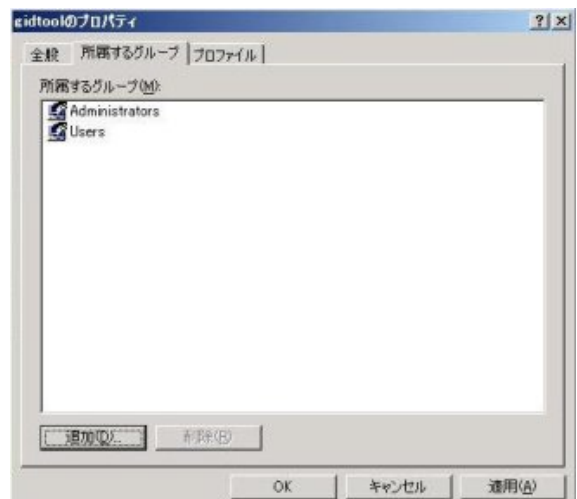 gidtoolのプロパティ
全般 所属するグループ プロファイル
所属するグループ(M):
Administrators
Users
追加(D)... 削除(R)
OK キャンセル 適用(A)